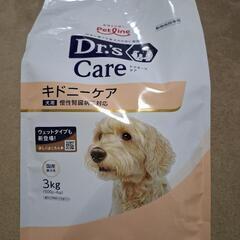 Petline
Dr.'s
Care
キドニーケア
犬用 慢性腎臓病に対応
ウェットタイプも
新登場!
国産
3kg